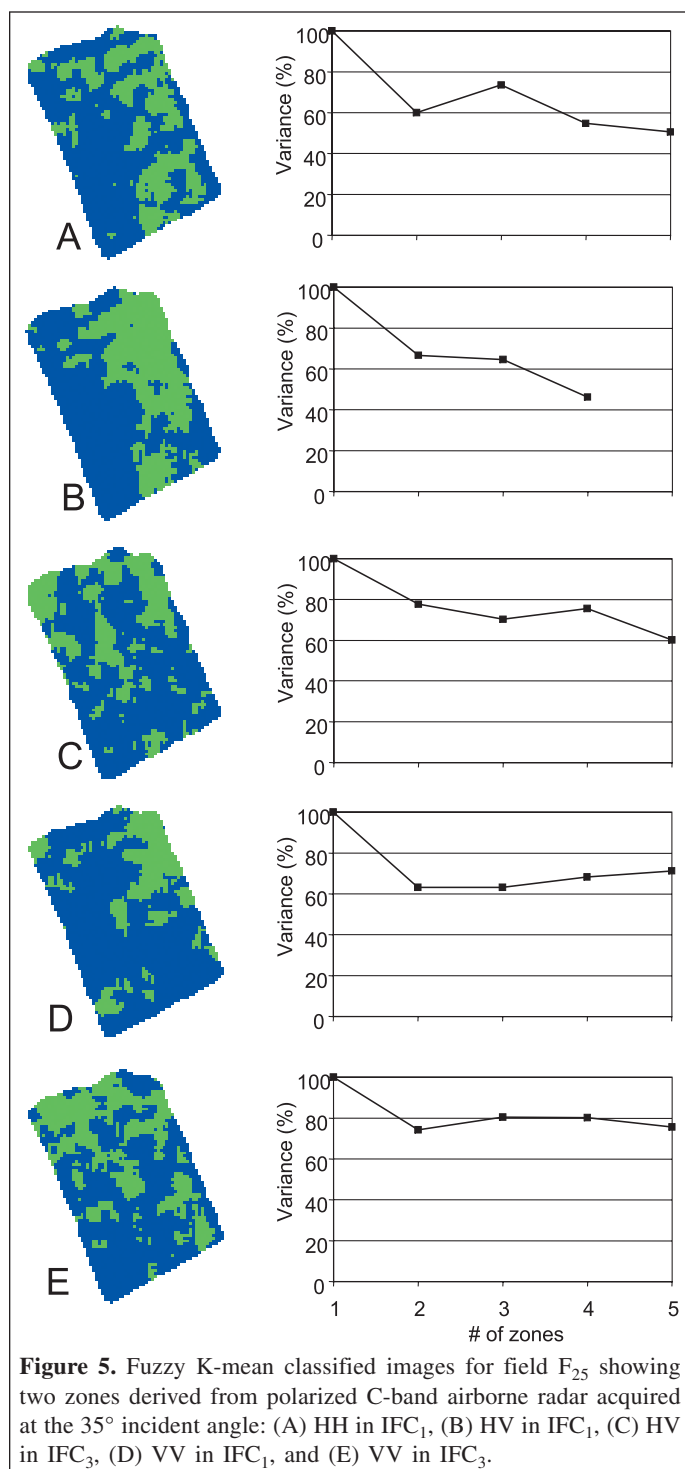 A
Variance (%)
100
80
60
40
20
0
B
Variance (%)
100
80
60
40
20
0
C
Variance (%)
100
80
60
40
20
0
D
Variance (%)
100
80
60
40
20
0
E
Variance (%)
100
80
60
40
20
0
1 2 3 4 5
# of zones
Figure 5. Fuzzy K-mean classified images for field F25 showing
two zones derived from polarized C-band airborne radar acquired
at the 35° incident angle: (A) HH in IFC1, (B) HV in IFC1, (C) HV
in IFC3, (D) VV in IFC1, and (E) VV in IFC3.